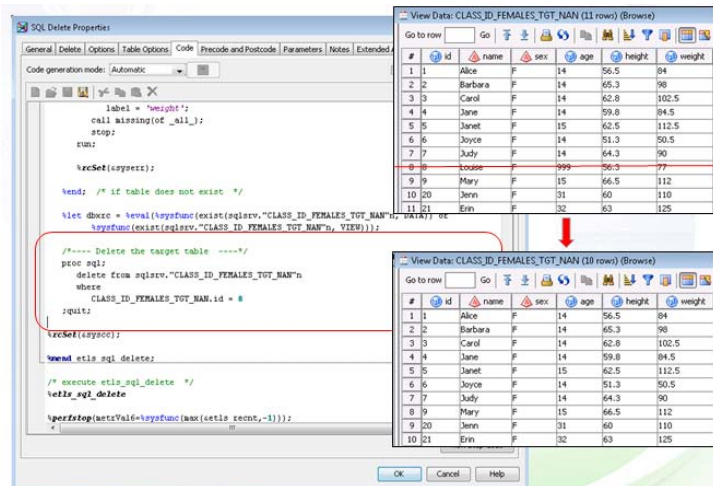 SQL Delete Properties
General Delete Options Table Options Code Precode and Postcode Parameters Notes Extended A
Code generation mode: Automatic
label = 'weight';
call missing(of _all_);
stop;
run;
%rcSet(&syserr);
%end; /* if table does not exist */
%let dbxrc = %eval(%sysfunc(exist(sqlsrv."CLASS_ID_FEMALES_TGT_NAN"n, DATA)) or
%sysfunc(exist(sqlsrv."CLASS_ID_FEMALES_TGT_NAN"n, VIEW)));
/*---- Delete the target table ----*/
proc sql;
delete from sqlsrv."CLASS_ID_FEMALES_TGT_NAN"n
where
CLASS_ID_FEMALES_TGT_NAN.id = 8
;quit;
%rcSet(&syscc);
%mend etls_sql_delete;
/* execute etls_sql_delete */
%etls_sql_delete
%perfstop(metrVal6=%sysfunc(max(&etls_recnt,-1)));
OK Cancel Help
View Data: CLASS_ID_FEMALES_TGT_NAN (11 rows) (Browse)
Go to row Go
# id name sex age height weight
1 1 Alice F 14 56.5 84
2 2 Barbara F 14 65.3 98
3 3 Carol F 14 62.8 102.5
4 4 Jane F 14 59.8 84.5
5 5 Janet F 15 62.5 112.5
6 6 Joyce F 14 51.3 50.5
7 7 Judy F 14 64.3 90
8 8 Louise F 999 56.3 77
9 9 Mary F 15 66.5 112
10 20 Jenn F 31 60 110
11 21 Erin F 32 63 125
View Data: CLASS_ID_FEMALES_TGT_NAN (10 rows) (Browse)
Go to row Go
# id name sex age height weight
1 1 Alice F 14 56.5 84
2 2 Barbara F 14 65.3 98
3 3 Carol F 14 62.8 102.5
4 4 Jane F 14 59.8 84.5
5 5 Janet F 15 62.5 112.5
6 6 Joyce F 14 51.3 50.5
7 7 Judy F 14 64.3 90
8 9 Mary F 15 66.5 112
9 20 Jenn F 31 60 110
10 21 Erin F 32 63 125